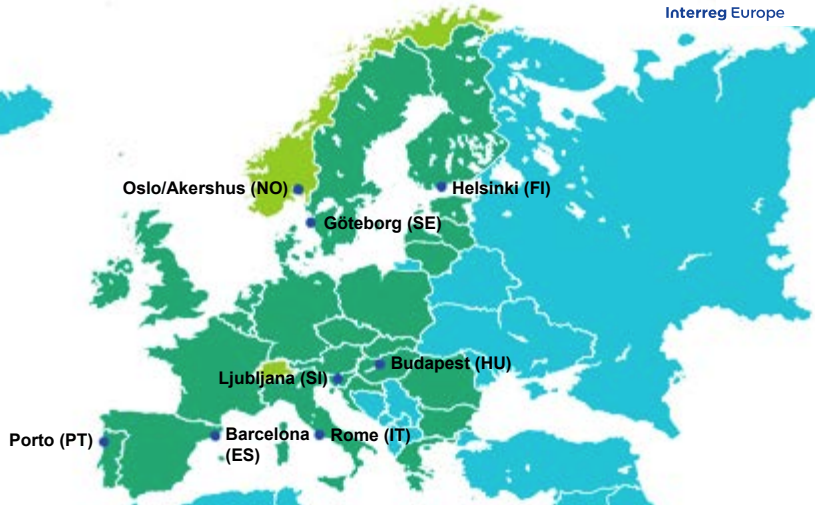 Interreg Europe
Oslo/Akershus (NO)
Helsinki (FI)
Göteborg (SE)
Budapest (HU)
Ljubljana (SI)
Porto (PT)
Barcelona
(ES)
Rome (IT)